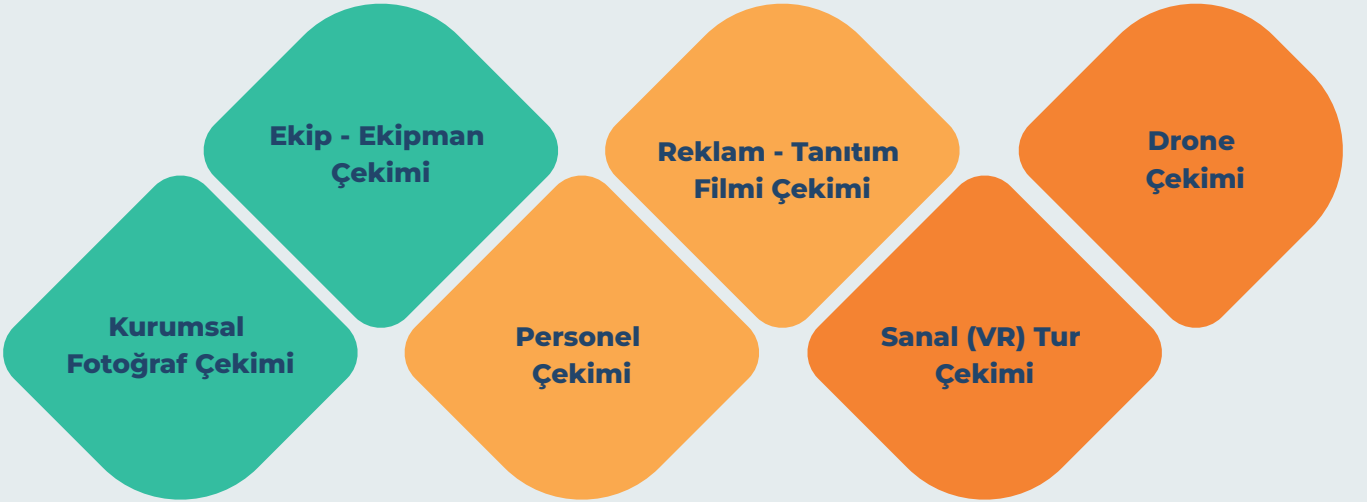 Kurumsal
Fotoğraf Çekimi
Ekip - Ekipman
Çekimi
Personel
Çekimi
Reklam - Tanıtım
Filmi Çekimi
Sanal (VR) Tur
Çekimi
Drone
Çekimi